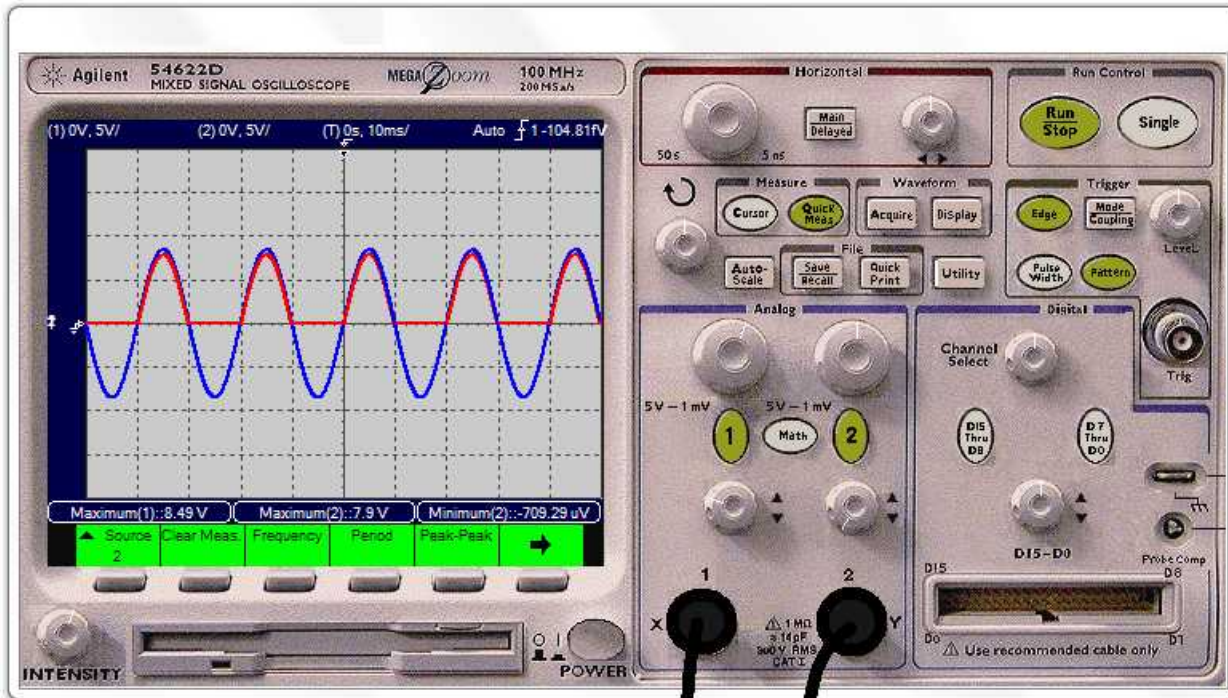 Agilent 54622D MEGA Zoom 100 MHz
MIXED SIGNAL OSCILLOSCOPE 200 MSa/s
(1) 0V, 5V/ (2) 0V, 5V/ (T) 0s, 10ms/ Auto 1 -104.81fV
Maximum(1)::8.49 V Maximum(2)::7.9 V Minimum(2)::-709.29 uV
Source Clear Meas. Frequency Period Peak-Peak
2
INTENSITY
POWER
Horizontal
Main
Delayed
50 s 5 ns
Run Control
Run
Stop
Single
Measure
Cursor
Quick
Meas.
Waveform
Acquire
Display
Trigger
Edge
Mode
Coupling
Level
Pulse
Width
Pattern
Trig
Auto-
Scale
File
Save
Recall
Quick
Print
Utility
Analog
5 V – 1 mV 5 V – 1 mV
1
Math
2
1 2
X Y
1 MΩ
≅ 14pF
300 V RMS
CAT I
Digital
Channel
Select
D15
Thru
D8
D7
Thru
D0
D15-D0
Probe Comp
D15 D8
D0 D1
Use recommended cable only